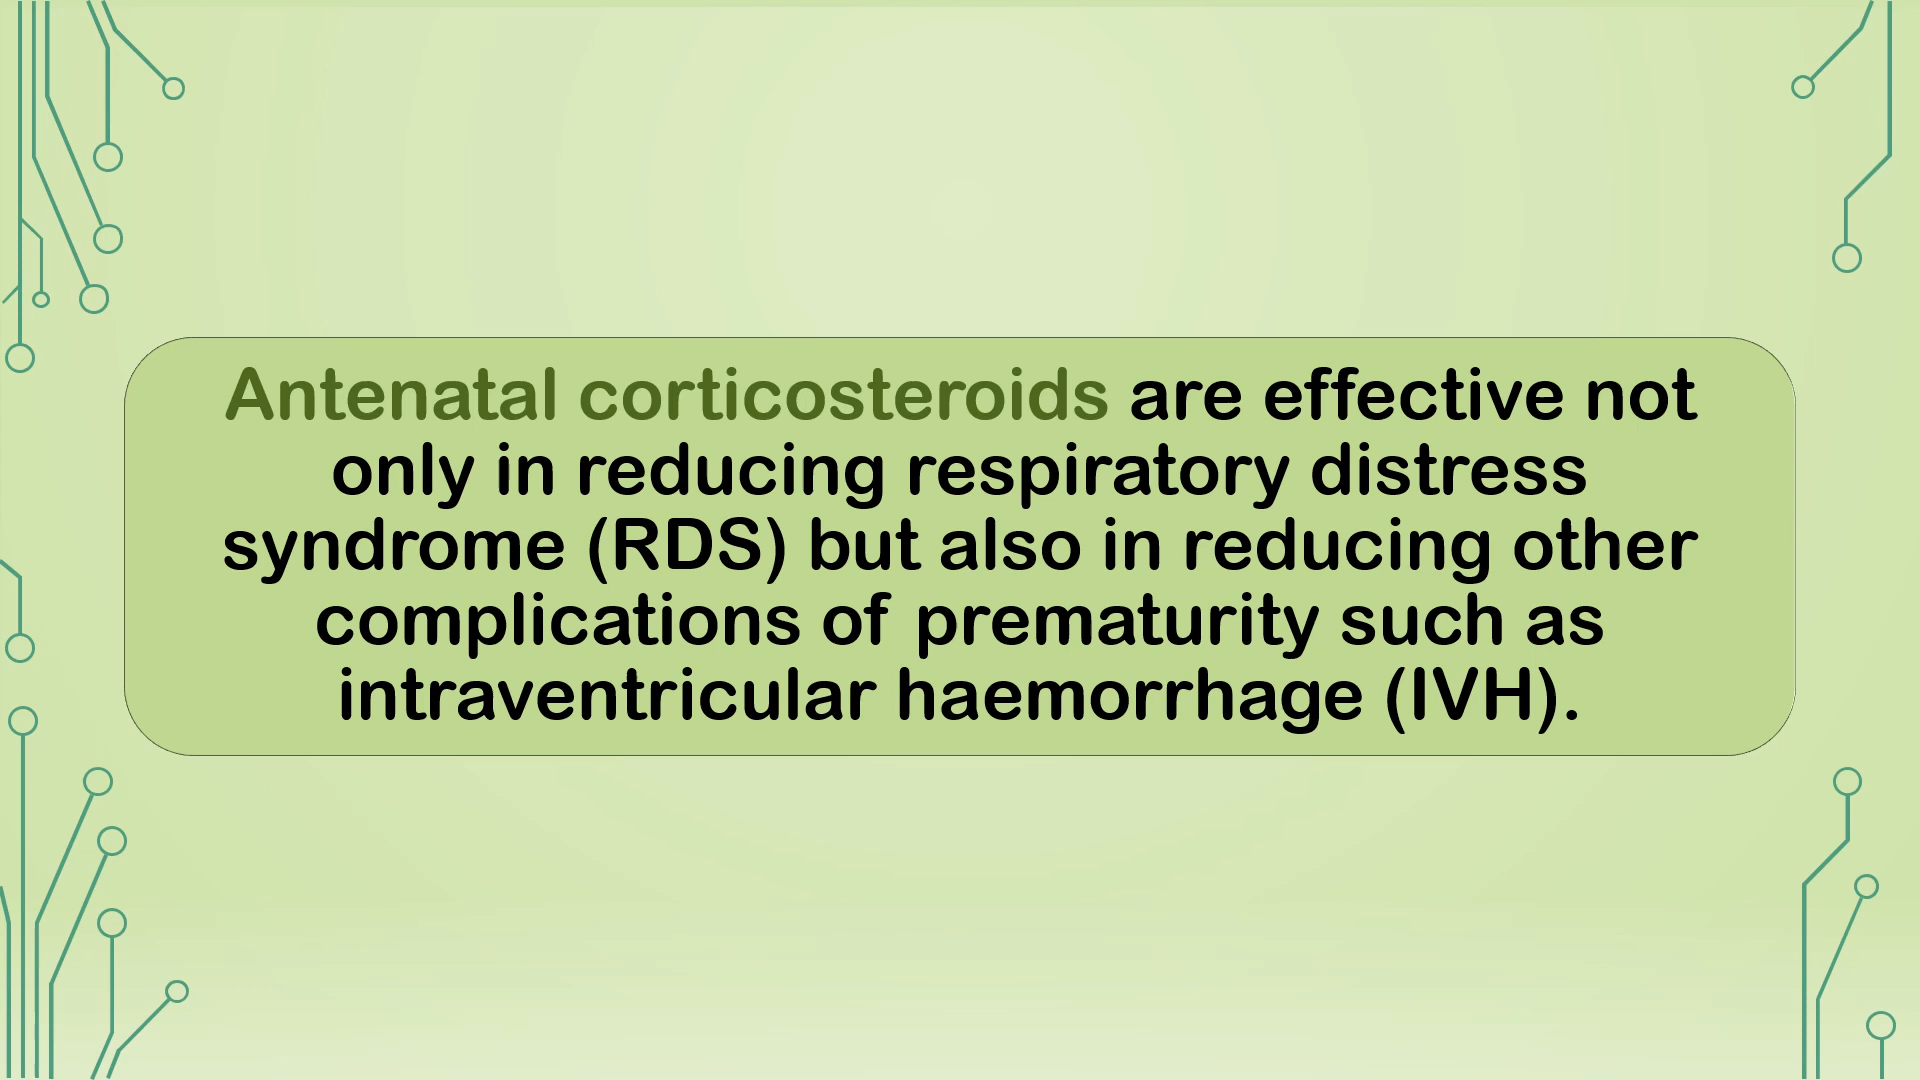 Antenatal corticosteroids are effective not
only in reducing respiratory distress
syndrome (RDS) but also in reducing other
complications of prematurity such as
intraventricular haemorrhage (IVH).